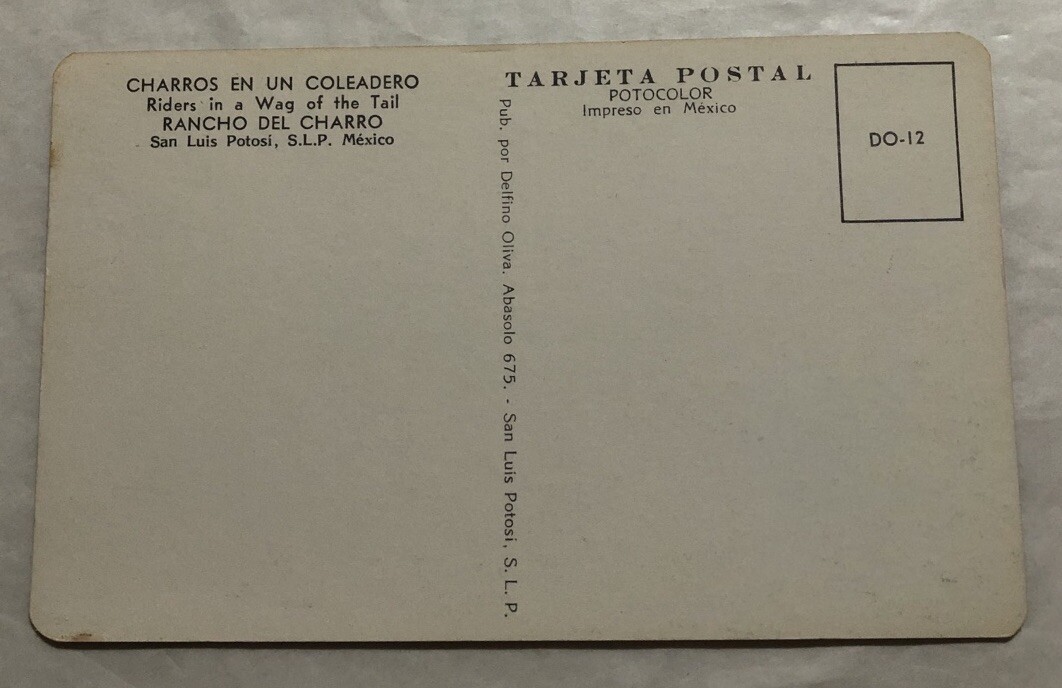 CHARROS EN UN COLEADERO
Riders in a Wag of the Tail
RANCHO DEL CHARRO
San Luis Potosí, S.L.P. México
TARJETA POSTAL
POTOCOLOR
Impreso en México
DO-12
Pub. por Delfino Oliva. Abasolo 675. - San Luis Potosi, S. L. P.